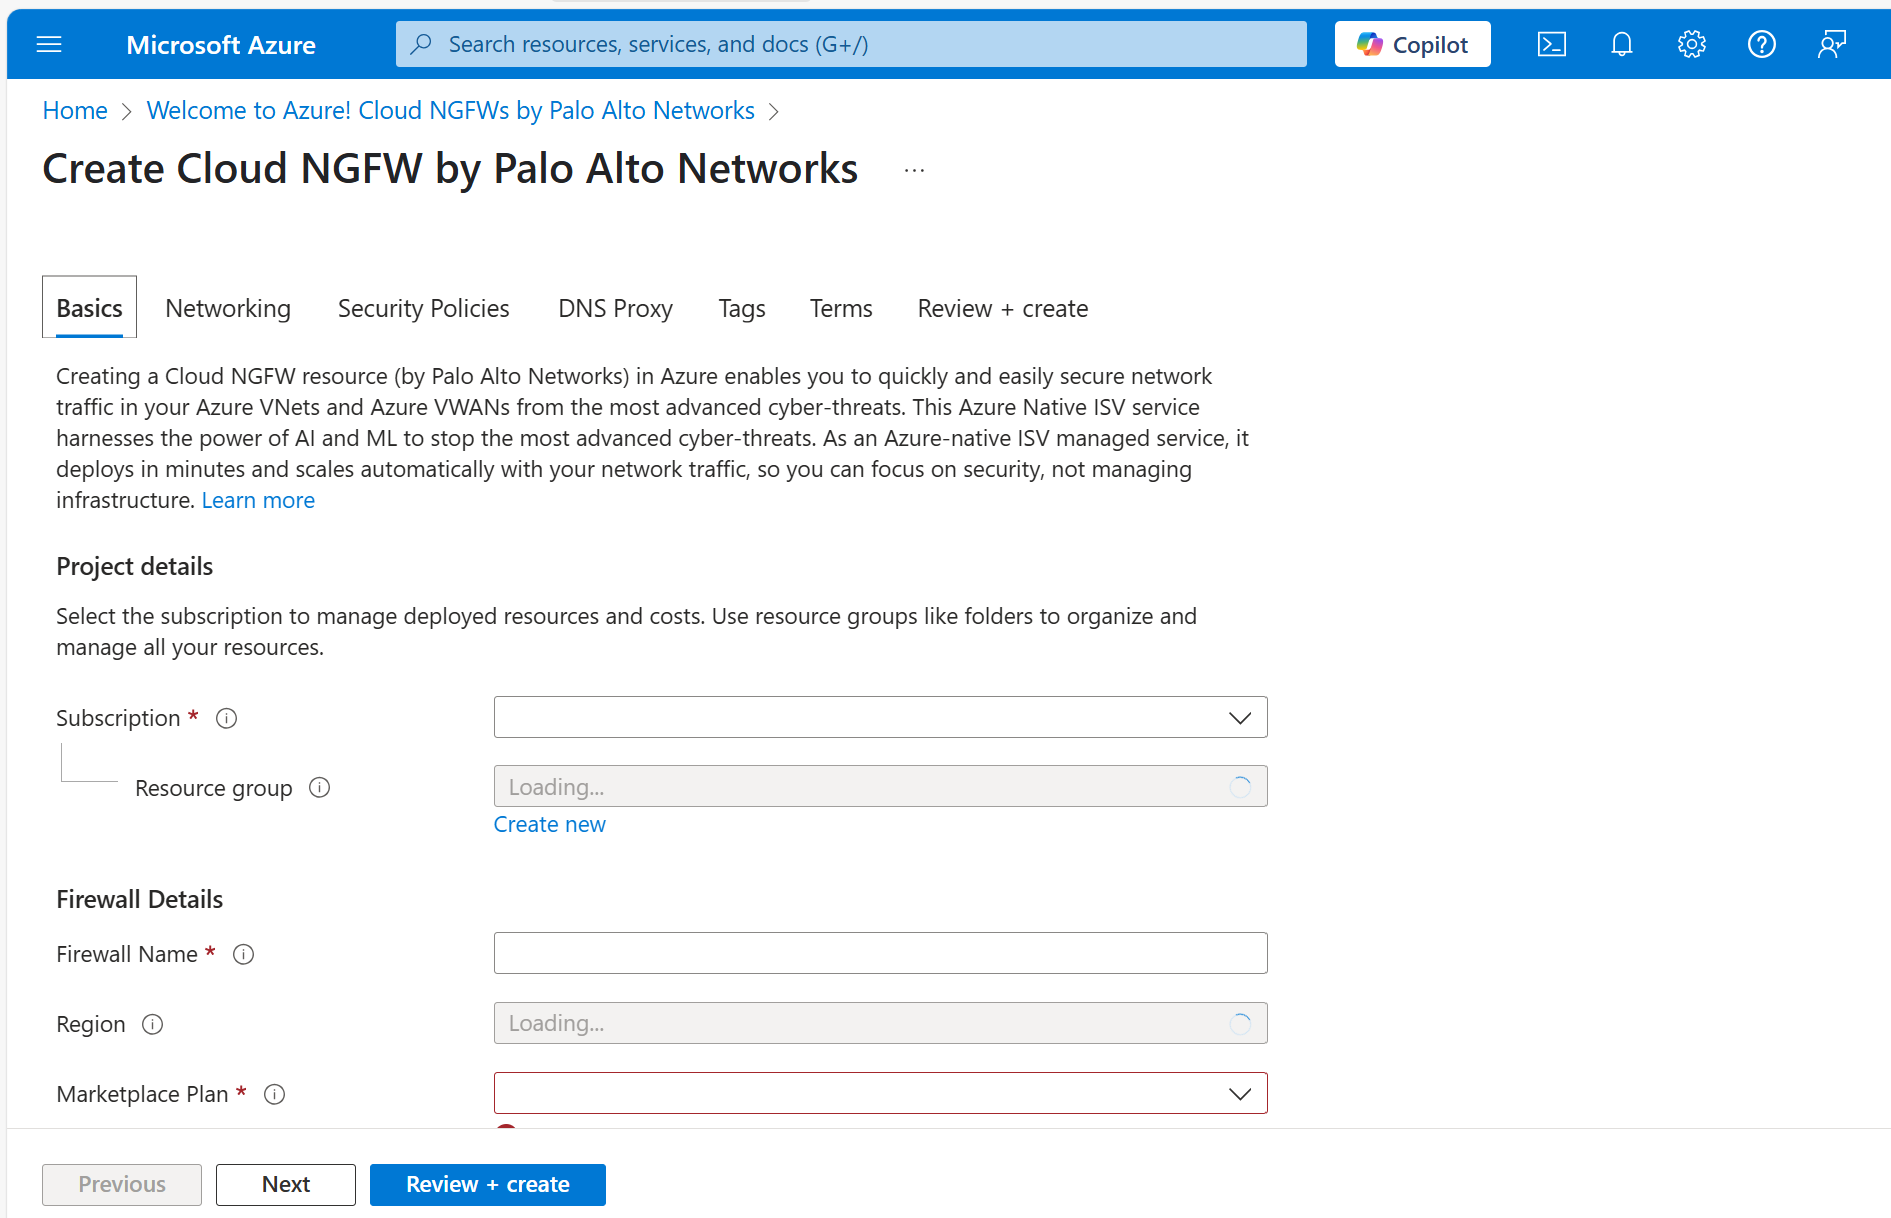 Microsoft Azure
Search resources, services, and docs (G+/)
Copilot
Home > Welcome to Azure! Cloud NGFWs by Palo Alto Networks >
Create Cloud NGFW by Palo Alto Networks ...
Basics Networking Security Policies DNS Proxy Tags Terms Review + create
Creating a Cloud NGFW resource (by Palo Alto Networks) in Azure enables you to quickly and easily secure network
traffic in your Azure VNets and Azure VWANs from the most advanced cyber-threats. This Azure Native ISV service
harnesses the power of AI and ML to stop the most advanced cyber-threats. As an Azure-native ISV managed service, it
deploys in minutes and scales automatically with your network traffic, so you can focus on security, not managing
infrastructure. Learn more
Project details
Select the subscription to manage deployed resources and costs. Use resource groups like folders to organize and
manage all your resources.
Subscription *
Resource group
Loading...
Create new
Firewall Details
Firewall Name *
Region
Loading...
Marketplace Plan *
Previous
Next
Review + create